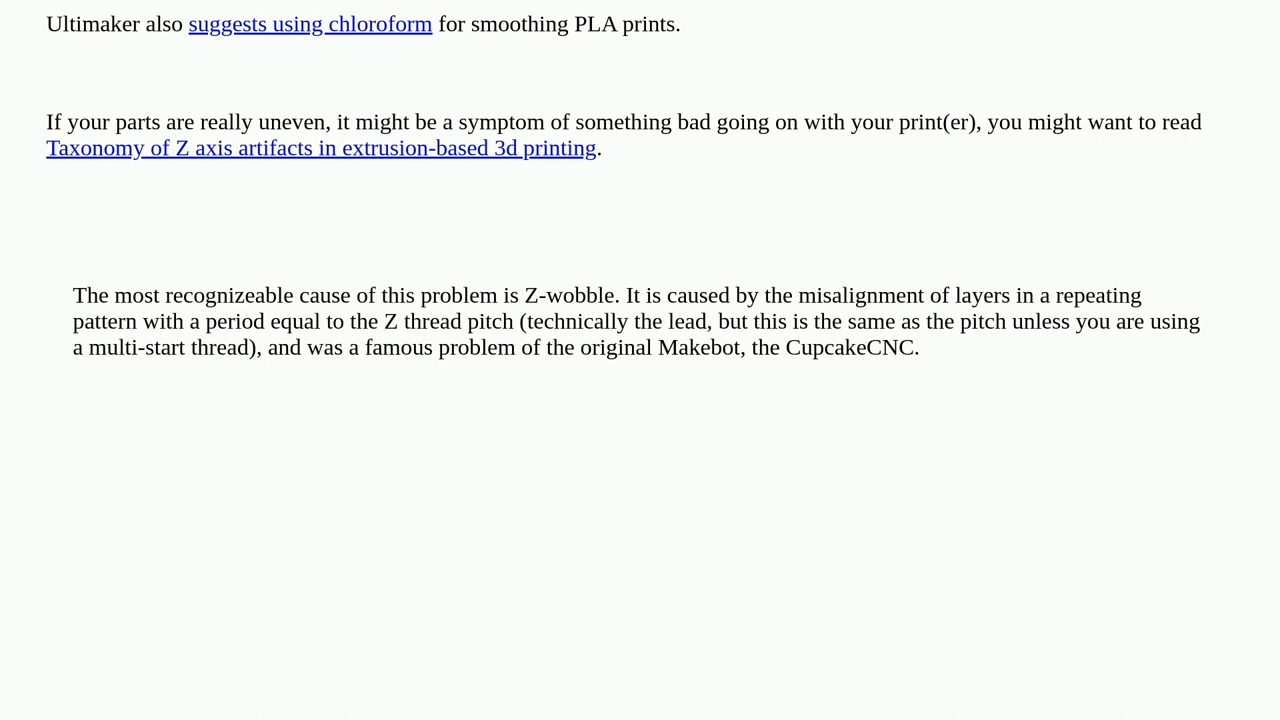 Ultimaker also suggests using chloroform for smoothing PLA prints.
If your parts are really uneven, it might be a symptom of something bad going on with your print(er), you might want to read
Taxonomy of Z axis artifacts in extrusion-based 3d printing.
The most recognizeable cause of this problem is Z-wobble. It is caused by the misalignment of layers in a repeating
pattern with a period equal to the Z thread pitch (technically the lead, but this is the same as the pitch unless you are using
a multi-start thread), and was a famous problem of the original Makebot, the CupcakeCNC.